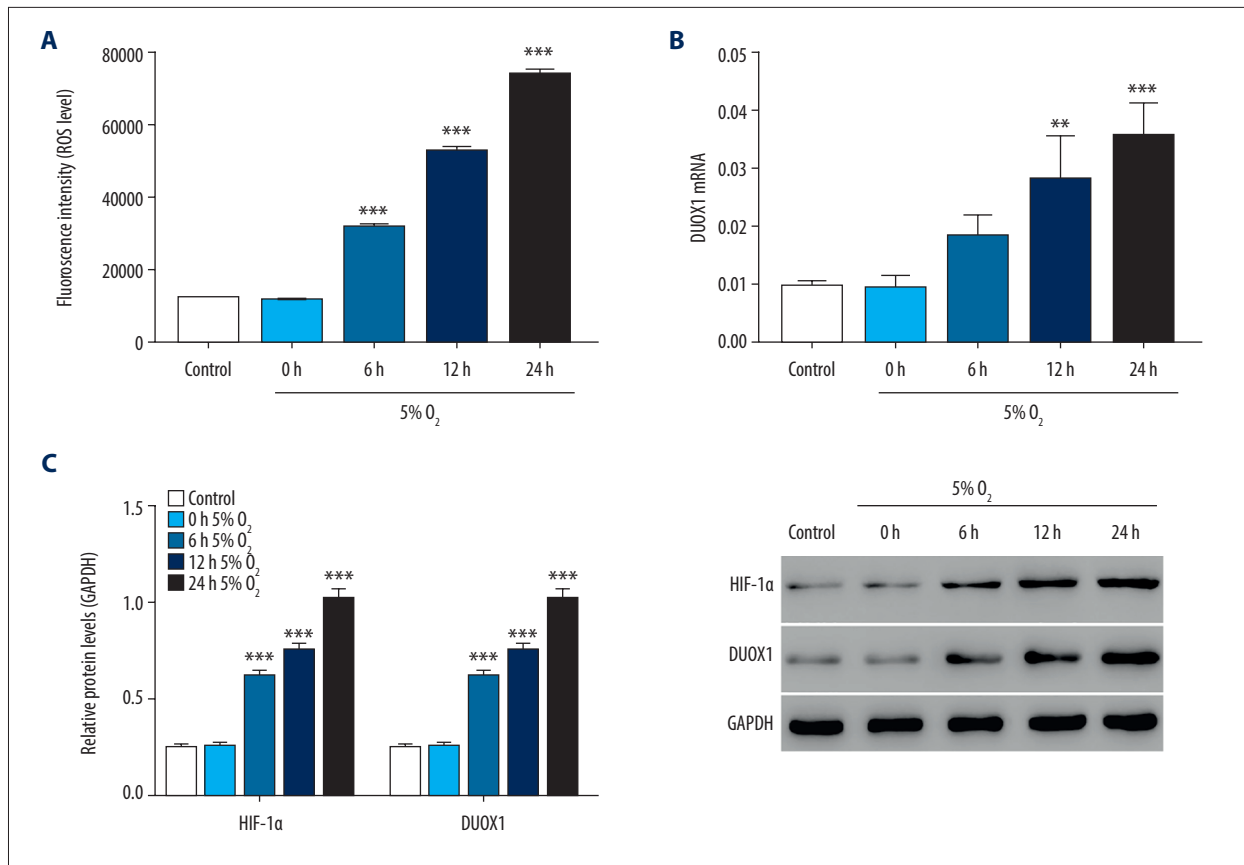 A
Fluoroscence intensity (ROS level)
80000
60000
40000
20000
0
***
***
***
***
Control 0 h 6 h 12 h 24 h
5% O₂
B
DUOX1 mRNA
0.05
0.04
0.03
0.02
0.01
0.00
**
***
Control 0 h 6 h 12 h 24 h
5% O₂
C
Relative protein levels (GAPDH)
1.5
1.0
0.5
0.0
Control
0 h 5% O₂
6 h 5% O₂
12 h 5% O₂
24 h 5% O₂
*** *** ***
*** *** ***
HIF-1α DUOX1
5% O₂
Control 0 h 6 h 12 h 24 h
HIF-1α
DUOX1
GAPDH